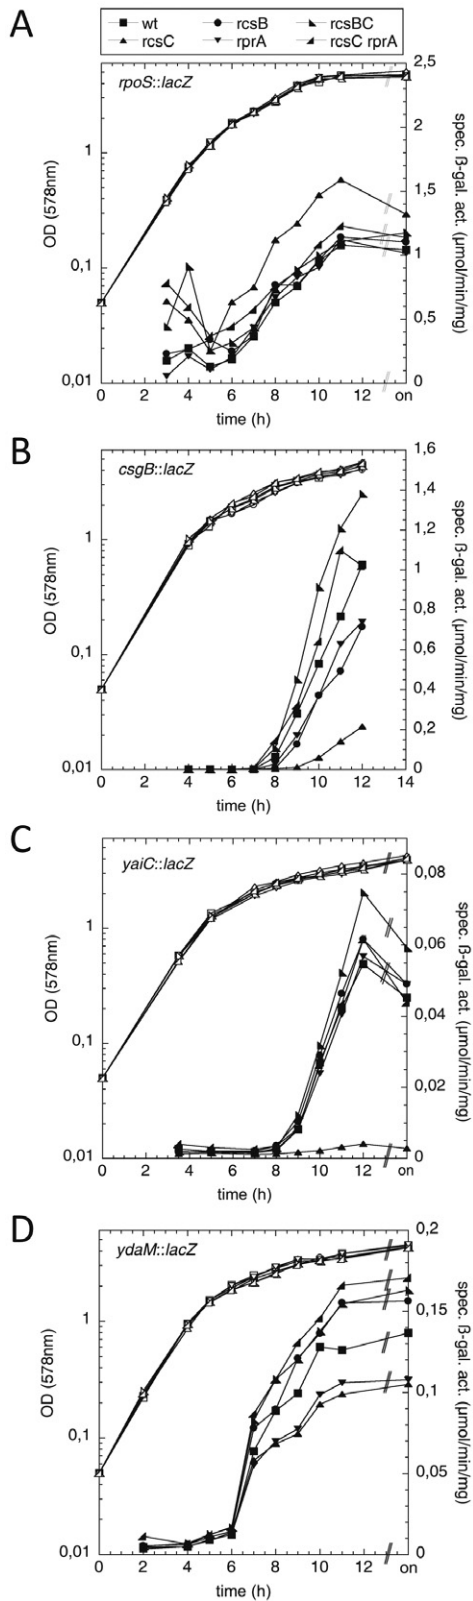 A
wt rcsB rcsBC
rcsC rprA rcsC rprA
rpoS::lacZ
OD (578nm)
1
0,1
0,01
2,5
2
1,5
1
0,5
0
spec. ß-gal. act. (µmol/min/mg)
0 2 4 6 8 10 12 on
time (h)
B
csgB::lacZ
OD (578nm)
1
0,1
0,01
1,6
1,4
1,2
1
0,8
0,6
0,4
0,2
0
spec. ß-gal. act. (µmol/min/mg)
0 2 4 6 8 10 12 14
time (h)
C
yaiC::lacZ
OD (578nm)
1
0,1
0,01
0,08
0,06
0,04
0,02
0
spec. ß-gal. act. (µmol/min/mg)
0 2 4 6 8 10 12 on
time (h)
D
ydaM::lacZ
OD (578nm)
1
0,1
0,01
0,2
0,15
0,1
0,05
0
spec. ß-gal. act. (µmol/min/mg)
0 2 4 6 8 10 12 on
time (h)